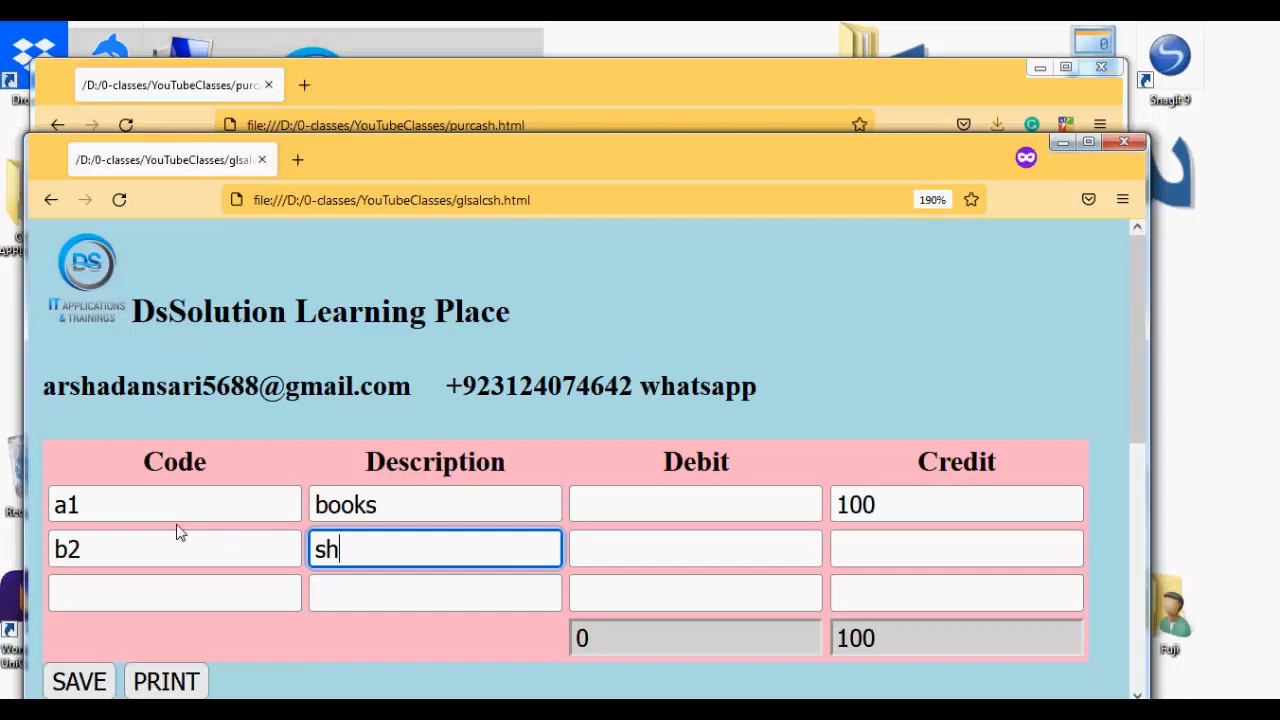 /D:/0-classes/YouTubeClasses/purc
file:///D:/0-classes/YouTubeClasses/purcash.html
/D:/0-classes/YouTubeClasses/glsal
file:///D:/0-classes/YouTubeClasses/glsalcsh.html
190%
DS
IT APPLICATIONS
& TRAININGS
DsSolution Learning Place
arshadansari5688@gmail.com +923124074642 whatsapp
Code Description Debit Credit
a1 books 100
b2 sh
0 100
SAVE PRINT
0
SnagIt 9
Fuji